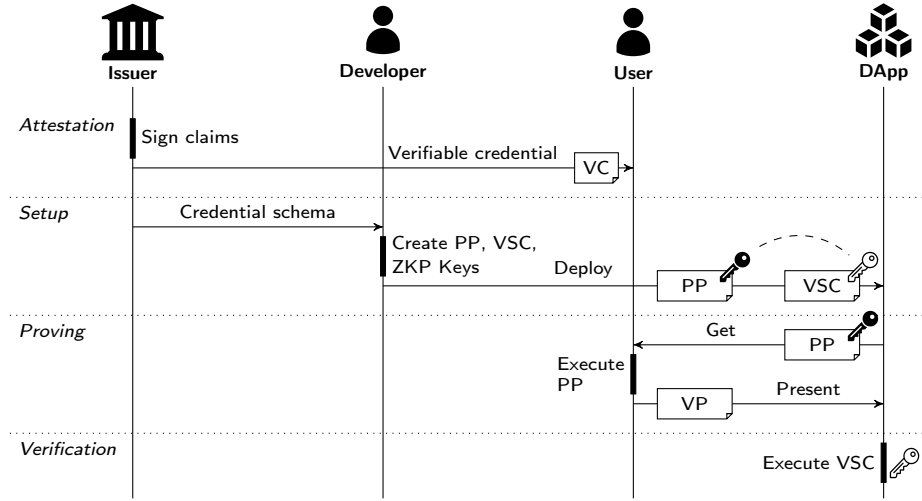 Issuer
Developer
User
DApp
Attestation
Sign claims
Verifiable credential
VC
Setup
Credential schema
Create PP, VSC,
ZKP Keys
Deploy
PP
VSC
Proving
Get
PP
Execute
PP
VP
Present
Verification
Execute VSC